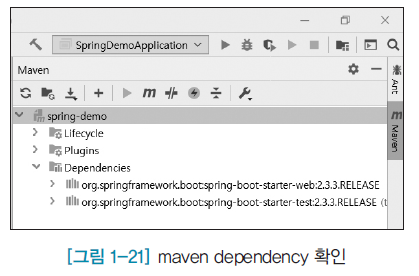 SpringDemoApplication
Maven
m
spring-demo
Lifecycle
Plugins
Dependencies
org.springframework.boot:spring-boot-starter-web:2.3.3.RELEASE
org.springframework.boot:spring-boot-starter-test:2.3.3.RELEASE (t
Ant
m
Maven
[그림 1-21] maven dependency 확인